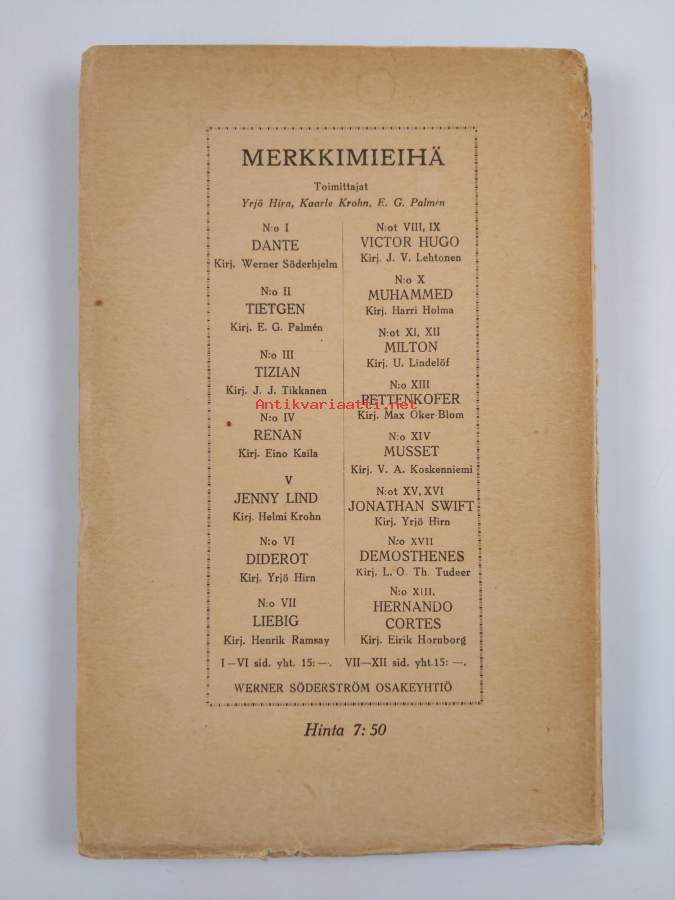 MERKKIMIEIHÄ
Toimittajat
Yrjö Hirn, Kaarle Krohn, E. G. Palmén
N:o I
DANTE
Kirj. Werner Söderhjelm
N:o II
TIETGEN
Kirj. E. G. Palmén
N:o III
TIZIAN
Kirj. J. J. Tikkanen
N:o IV
RENAN
Kirj. Eino Kaila
V
JENNY LIND
Kirj. Helmi Krohn
N:o VI
DIDEROT
Kirj. Yrjö Hirn
N:o VII
LIEBIG
Kirj. Henrik Ramsay
N:ot VIII, IX
VICTOR HUGO
Kirj. J. V. Lehtonen
N:o X
MUHAMMED
Kirj. Harri Holma
N:ot XI, XII
MILTON
Kirj. U. Lindelöf
N:o XIII
PETTENKOFER
Kirj. Max Oker-Blom
N:o XIV
MUSSET
Kirj. V. A. Koskenniemi
N:ot XV, XVI
JONATHAN SWIFT
Kirj. Yrjö Hirn
N:o XVII
DEMOSTHENES
Kirj. L. O. Th. Tudeer
N:o XIII.
HERNANDO
CORTES
Kirj. Eirik Hornborg
I—VI sid. yht. 15:—. VII—XII sid. yht. 15:—.
WERNER SÖDERSTRÖM OSAKEYHTIÖ
Hinta 7:50
Antikvariaatti.net